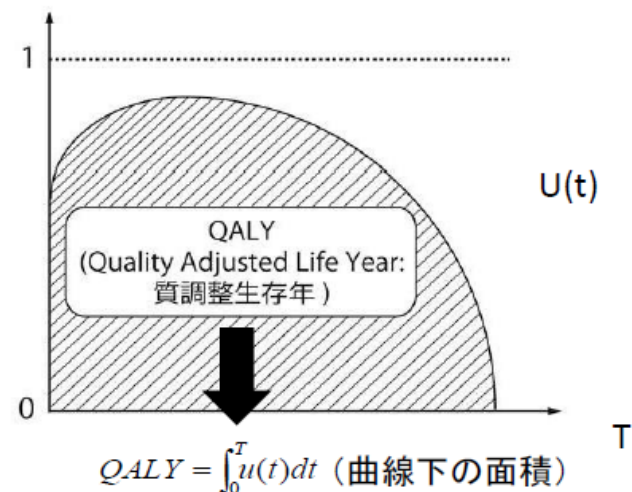 1
U(t)
QALY
(Quality Adjusted Life Year:
質調整生存年 )
0
T
QALY = ∫₀ᵀu(t)dt (曲線下の面積)